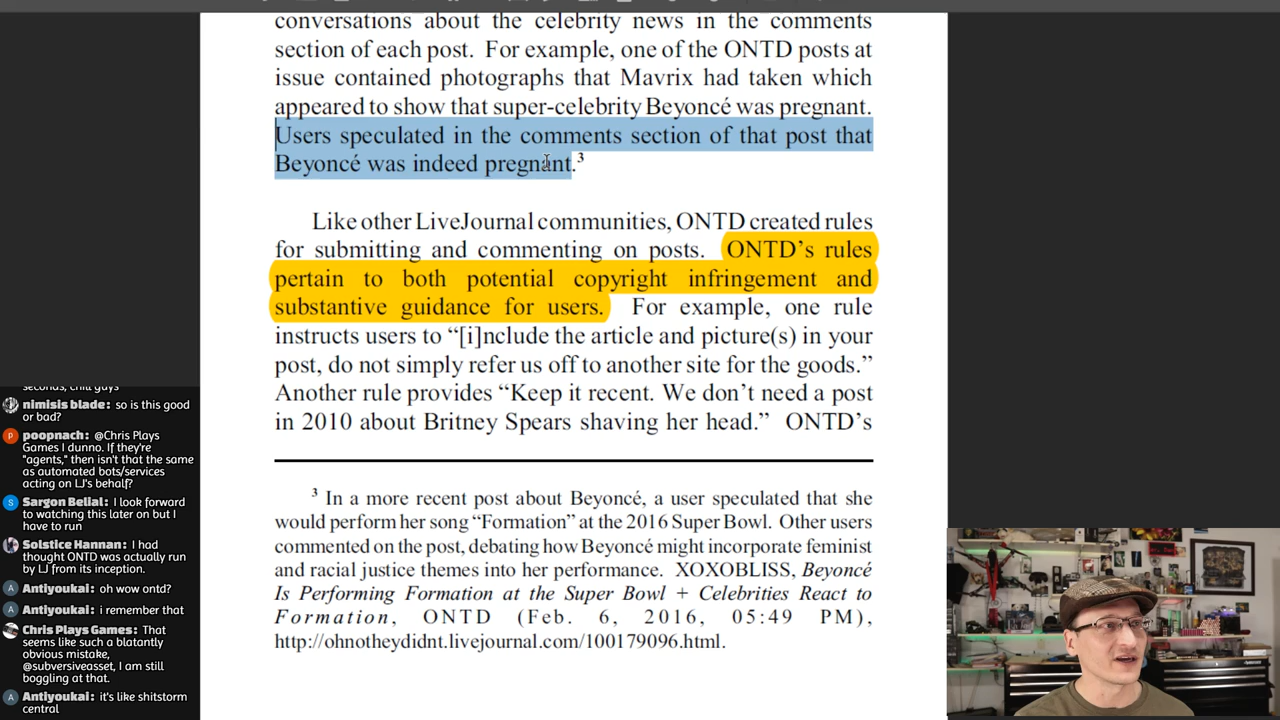 conversations about the celebrity news in the comments
section of each post. For example, one of the ONTD posts at
issue contained photographs that Mavrix had taken which
appeared to show that super-celebrity Beyoncé was pregnant.
Users speculated in the comments section of that post that
Beyoncé was indeed pregnant.³
Like other LiveJournal communities, ONTD created rules
for submitting and commenting on posts. ONTD’s rules
pertain to both potential copyright infringement and
substantive guidance for users. For example, one rule
instructs users to “[i]nclude the article and picture(s) in your
post, do not simply refer us off to another site for the goods.”
Another rule provides “Keep it recent. We don’t need a post
in 2010 about Britney Spears shaving her head.” ONTD’s
³ In a more recent post about Beyoncé, a user speculated that she
would perform her song “Formation” at the 2016 Super Bowl. Other users
commented on the post, debating how Beyoncé might incorporate feminist
and racial justice themes into her performance. XOXOBLISS, Beyoncé
Is Performing Formation at the Super Bowl + Celebrities React to
Formation, ONTD (Feb. 6, 2016, 05:49 PM),
http://ohnotheydidnt.livejournal.com/100179096.html.
seconds, chill guys
nimisis blade: so is this good
or bad?
poopnach: @Chris Plays
Games I dunno. If they're
"agents," then isn't that the same
as automated bots/services
acting on LJ's behalf?
Sargon Belial: I look forward
to watching this later on but I
have to run
Solstice Hannan: I had
thought ONTD was actually run
by LJ from its inception.
Antiyoukai: oh wow ontd?
Antiyoukai: i remember that
Chris Plays Games: That
seems like such a blatantly
obvious mistake,
@subversiveasset, I am still
boggling at that.
Antiyoukai: it's like shitstorm
central